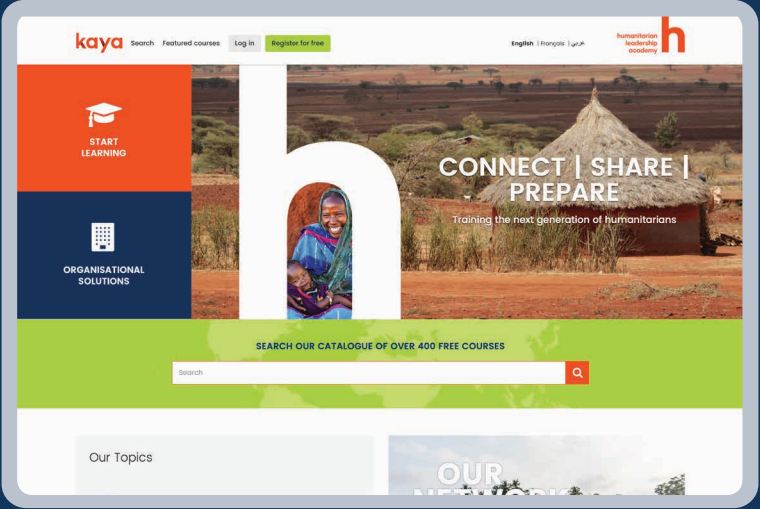 kaya
Search Featured courses Log in Register for free
English | Français | عربي
humanitarian
leadership
academy
h
START
LEARNING
ORGANISATIONAL
SOLUTIONS
h
CONNECT | SHARE |
PREPARE
Training the next generation of humanitarians
SEARCH OUR CATALOGUE OF OVER 400 FREE COURSES
Search
Our Topics
OUR
NETWORK